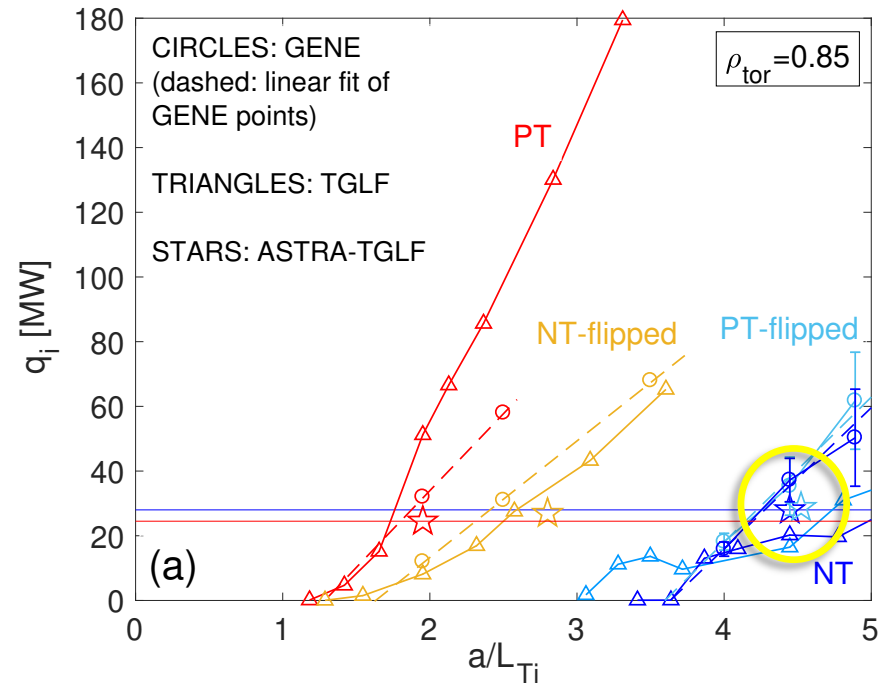 180
160
140
120
100
80
60
40
20
0
q_i [MW]
CIRCLES: GENE
(dashed: linear fit of
GENE points)
TRIANGLES: TGLF
STARS: ASTRA-TGLF
ρ_tor=0.85
PT
NT-flipped
PT-flipped
NT
(a)
0 1 2 3 4 5
a/L_Ti